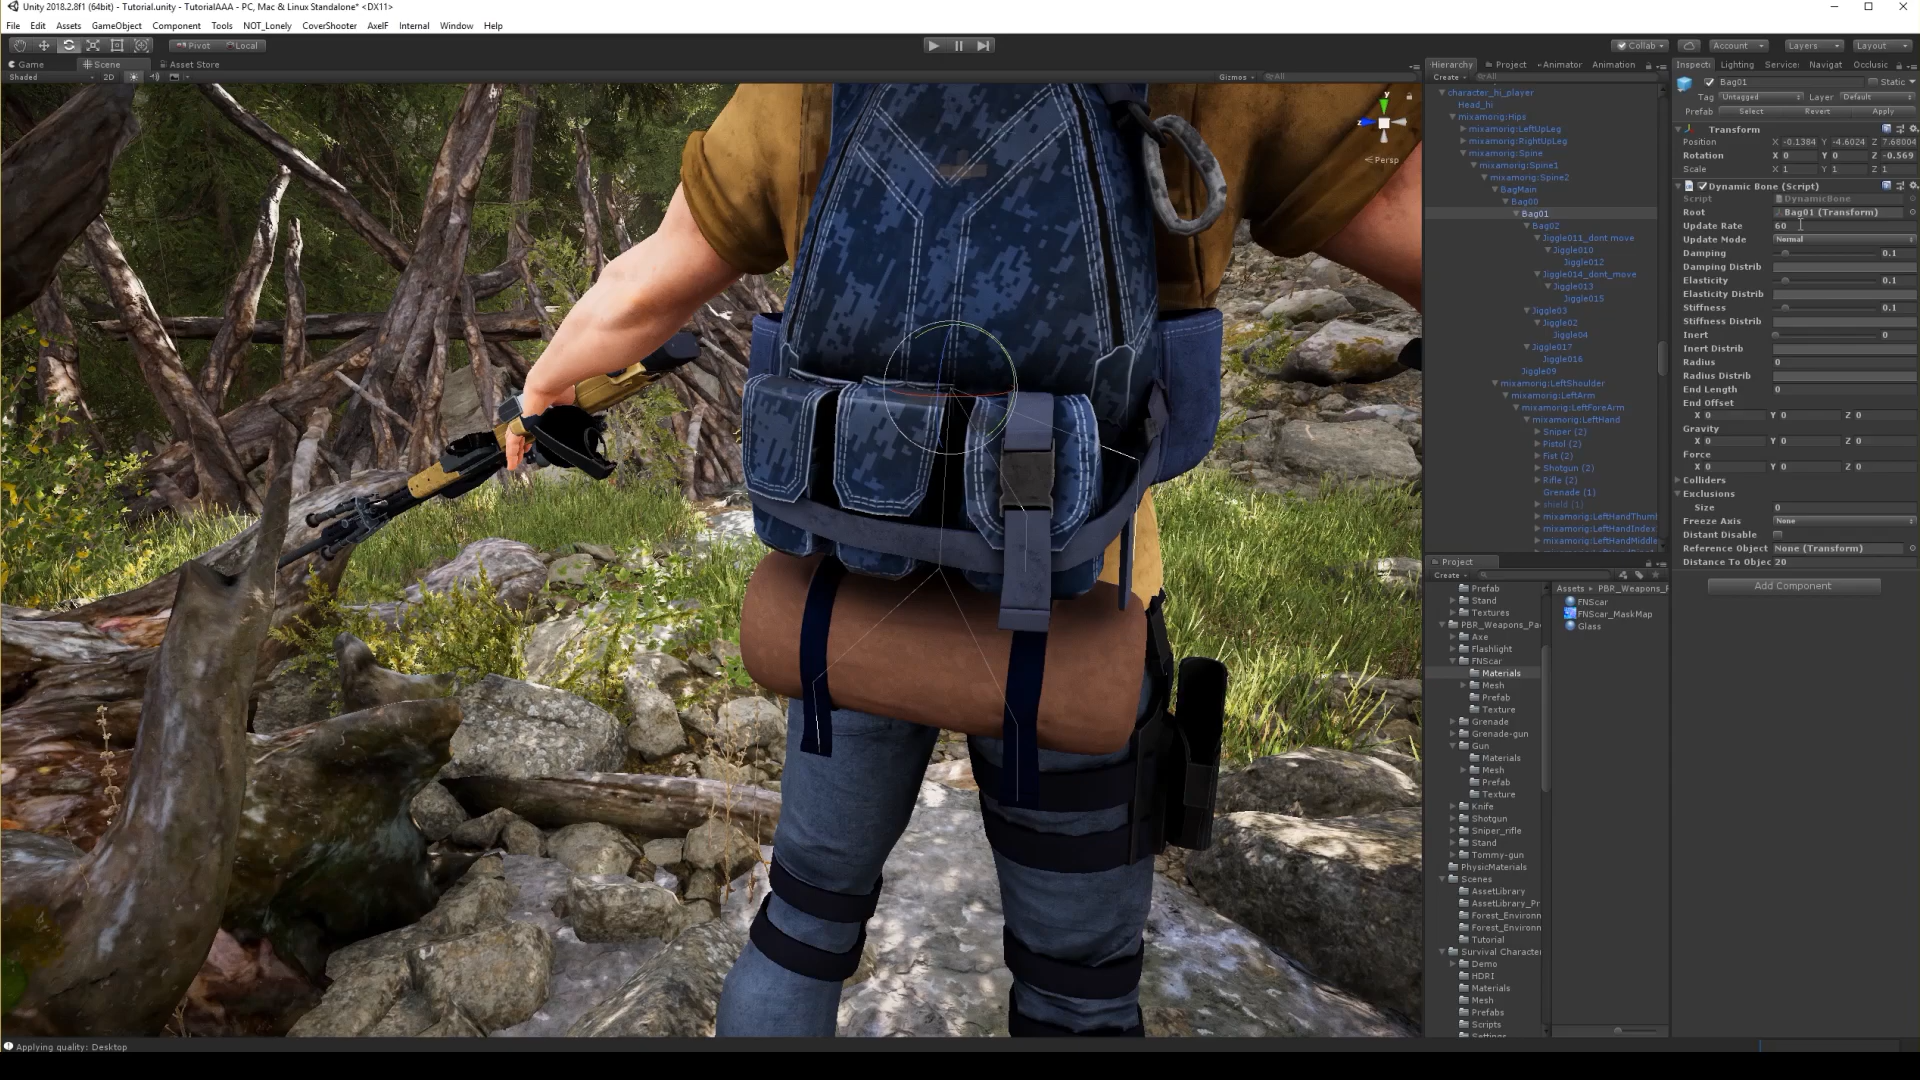 Unity 2018.2.8f1 (64bit) - Tutorial.unity - TutorialAAA - PC, Mac & Linux Standalone* <DX11>
File Edit Assets GameObject Component Tools NOT_Lonely CoverShooter AxelF Internal Window Help
Pivot Local Collab Account Layers Layout
Game Scene Asset Store
Shaded 2D Gizmos All
y
z
Persp
Hierarchy Project Animator Animation
Create All
character_hi_player
Head_hi
mixamorig:Hips
mixamorig:LeftUpLeg
mixamorig:RightUpLeg
mixamorig:Spine
mixamorig:Spine1
mixamorig:Spine2
BagMain
Bag00
Bag01
Bag02
Jiggle011_dont move
Jiggle010
Jiggle012
Jiggle014_dont_move
Jiggle013
Jiggle015
Jiggle03
Jiggle02
Jiggle04
Jiggle017
Jiggle016
Jiggle09
mixamorig:LeftShoulder
mixamorig:LeftArm
mixamorig:LeftForeArm
mixamorig:LeftHand
Sniper (2)
Pistol (2)
Fist (2)
Shotgun (2)
Rifle (2)
Grenade (1)
shield (1)
mixamorig:LeftHandThum
mixamorig:LeftHandIndex
mixamorig:LeftHandMiddle
Project
Create
Prefab
Stand
Textures
PBR_Weapons_Pa
Axe
Flashlight
FNScar
Materials
Mesh
Prefab
Texture
Grenade
Grenade-gun
Gun
Materials
Mesh
Prefab
Texture
Knife
Shotgun
Sniper_rifle
Stand
Tommy-gun
PhysicMaterials
Scenes
AssetLibrary
AssetLibrary_Pr
Forest_Environn
Forest_Environn
Tutorial
Survival Character
Demo
HDRI
Materials
Mesh
Prefabs
Scripts
Assets PBR_Weapons_F
FNScar
FNScar_MaskMap
Glass
Inspect Lighting Service Navigat Occlusic
Bag01 Static
Tag Untagged Layer Default
Prefab Select Revert Apply
Transform
Position X -0.1384 Y -4.6024 Z 7.68004
Rotation X 0 Y 0 Z -0.569
Scale X 1 Y 1 Z 1
Dynamic Bone (Script)
Script DynamicBone
Root Bag01 (Transform)
Update Rate 60
Update Mode Normal
Damping 0.1
Damping Distrib
Elasticity 0.1
Elasticity Distrib
Stiffness 0.1
Stiffness Distrib
Inert 0
Inert Distrib
Radius 0
Radius Distrib
End Length 0
End Offset
X 0 Y 0 Z 0
Gravity
X 0 Y 0 Z 0
Force
X 0 Y 0 Z 0
Colliders
Exclusions
Size 0
Freeze Axis None
Distant Disable
Reference Object None (Transform)
Distance To Objec 20
Add Component
Applying quality: Desktop